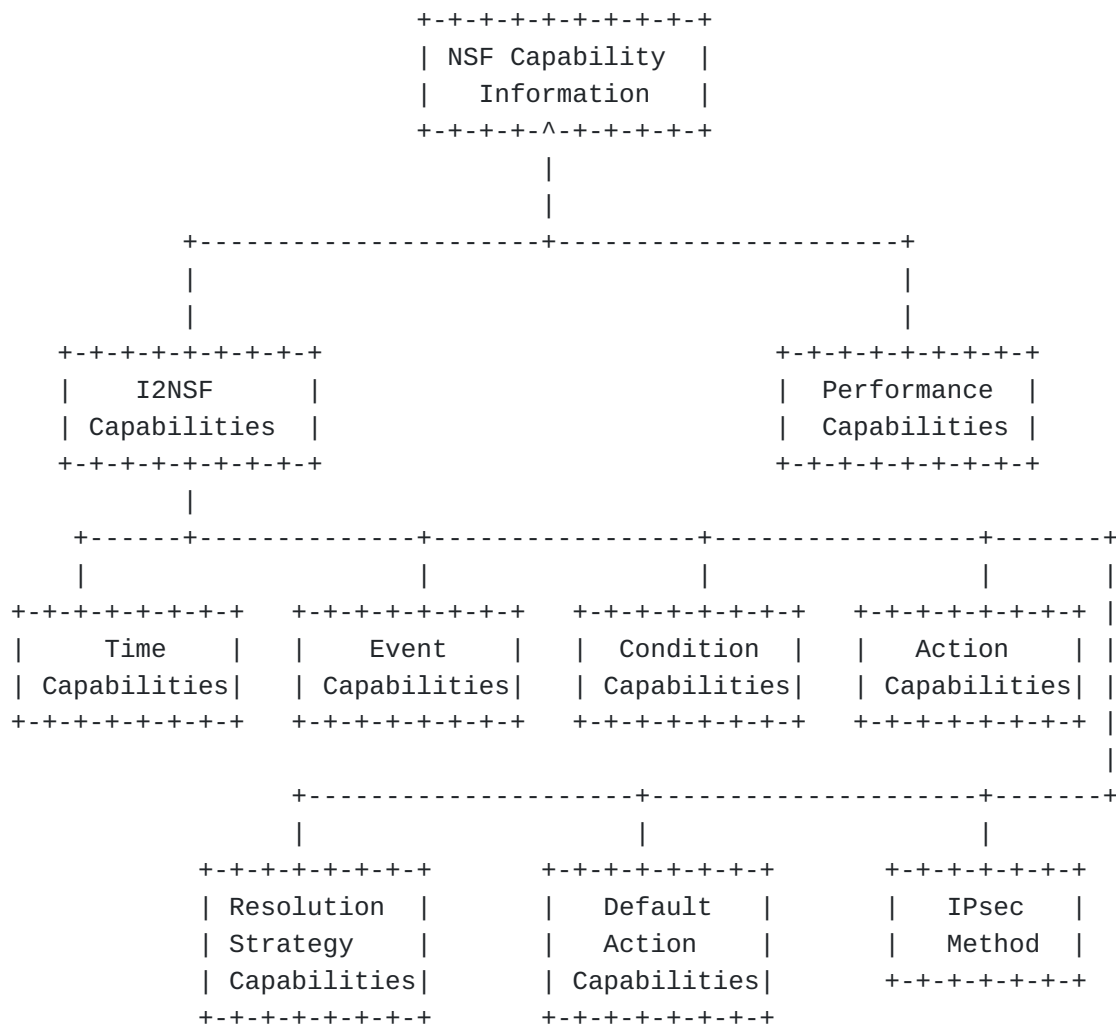 +-+-+-+-+-+-+-+-+-+
                          | NSF Capability  |
                          |   Information   |
                          +-+-+-+-^-+-+-+-+-+
                                  |
                                  |
           +----------------------+----------------------+
           |                                             |
           |                                             |
   +-+-+-+-+-+-+-+-+                             +-+-+-+-+-+-+-+-+
   |    I2NSF      |                             |  Performance  |
   | Capabilities  |                             |  Capabilities |
   +-+-+-+-+-+-+-+-+                             +-+-+-+-+-+-+-+-+
           |
    +------+--------------+-----------------+-----------------+-------+
    |                     |                 |                 |       |
+-+-+-+-+-+-+-+   +-+-+-+-+-+-+-+   +-+-+-+-+-+-+-+   +-+-+-+-+-+-+-+ |
|     Time    |   |    Event    |   |  Condition  |   |   Action    | |
| Capabilities|   | Capabilities|   | Capabilities|   | Capabilities| |
+-+-+-+-+-+-+-+   +-+-+-+-+-+-+-+   +-+-+-+-+-+-+-+   +-+-+-+-+-+-+-+ |
                                                                      |
                  +---------------------+---------------------+-------+
                  |                     |                     |
            +-+-+-+-+-+-+-+       +-+-+-+-+-+-+-+       +-+-+-+-+-+-+
            | Resolution  |       |   Default   |       |   IPsec   |
            | Strategy    |       |   Action    |       |   Method  |
            | Capabilities|       | Capabilities|       +-+-+-+-+-+-+
            +-+-+-+-+-+-+-+       +-+-+-+-+-+-+-+